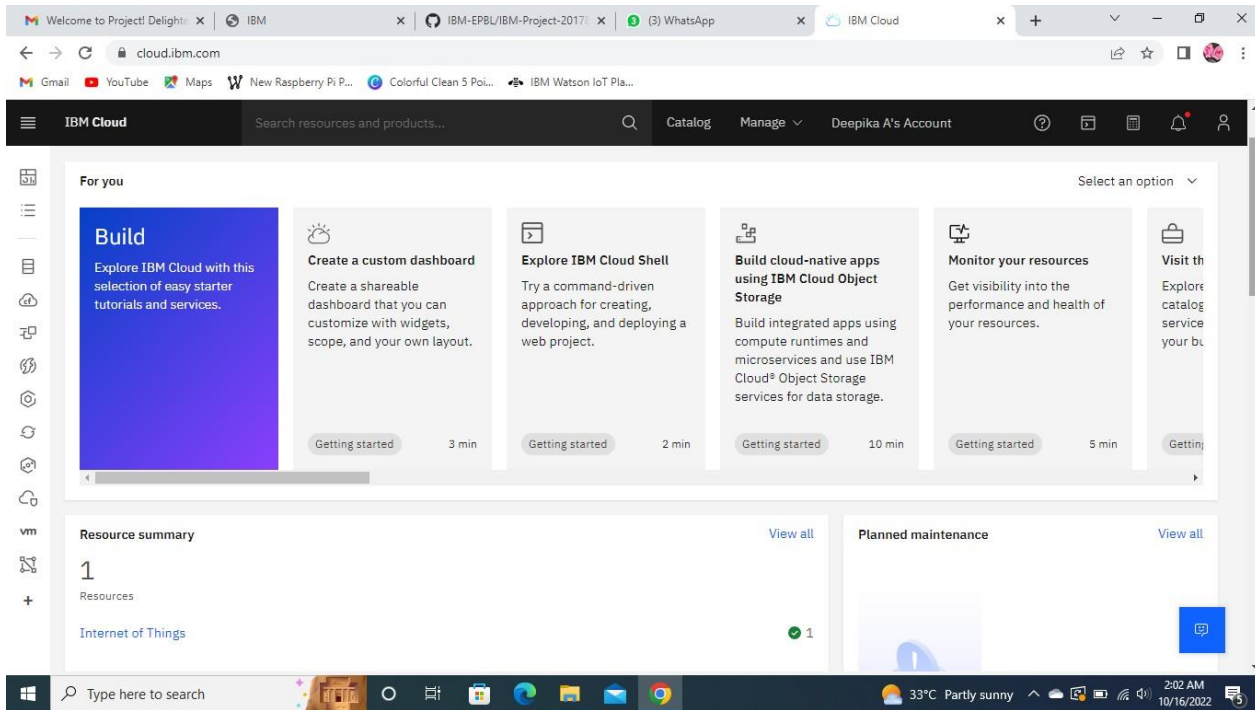 Welcome to Project! Delighte
IBM
IBM-EPBL/IBM-Project-2017
(3) WhatsApp
IBM Cloud
cloud.ibm.com
Gmail
YouTube
Maps
New Raspberry Pi P...
Colorful Clean 5 Poi...
IBM Watson IoT Pla...
IBM Cloud
Search resources and products...
Catalog
Manage
Deepika A's Account
For you
Select an option
Build
Explore IBM Cloud with this
selection of easy starter
tutorials and services.
Create a custom dashboard
Create a shareable
dashboard that you can
customize with widgets,
scope, and your own layout.
Getting started
3 min
Explore IBM Cloud Shell
Try a command-driven
approach for creating,
developing, and deploying a
web project.
Getting started
2 min
Build cloud-native apps
using IBM Cloud Object
Storage
Build integrated apps using
compute runtimes and
microservices and use IBM
Cloud® Object Storage
services for data storage.
Getting started
10 min
Monitor your resources
Get visibility into the
performance and health of
your resources.
Getting started
5 min
Visit th
Explore
catalog
service
your bu
Getting
vm
Resource summary
View all
1
Resources
Internet of Things
1
Planned maintenance
View all
Type here to search
33°C Partly sunny
2:02 AM
10/16/2022
5